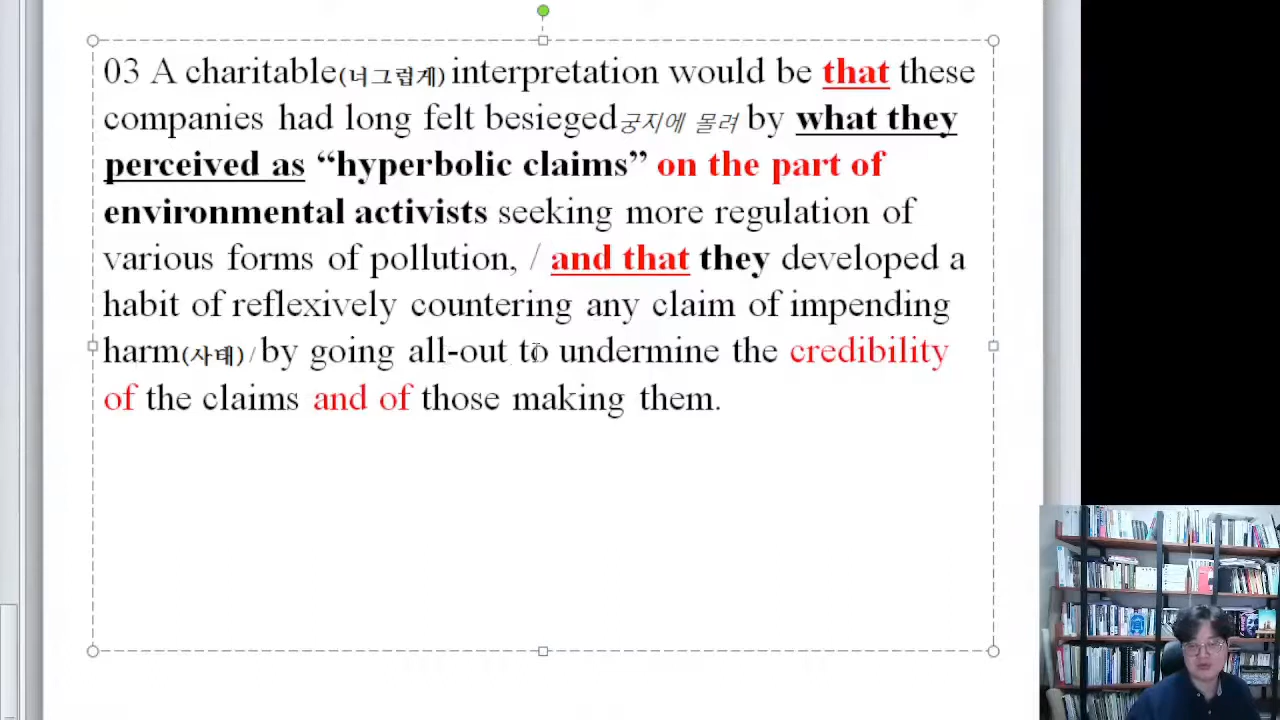 03 A charitable(너그럽게) interpretation would be that these
companies had long felt besieged궁지에 몰려 by what they
perceived as “hyperbolic claims” on the part of
environmental activists seeking more regulation of
various forms of pollution, / and that they developed a
habit of reflexively countering any claim of impending
harm(사태) / by going all-out to undermine the credibility
of the claims and of those making them.